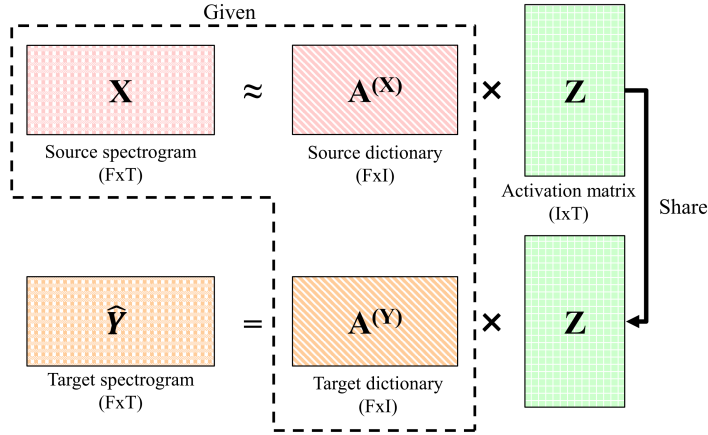 Given
X ≈ A(X) × Z
Source spectrogram
(FxT)
Source dictionary
(FxI)
Activation matrix
(IxT)
Share
Ŷ = A(Y) × Z
Target spectrogram
(FxT)
Target dictionary
(FxI)